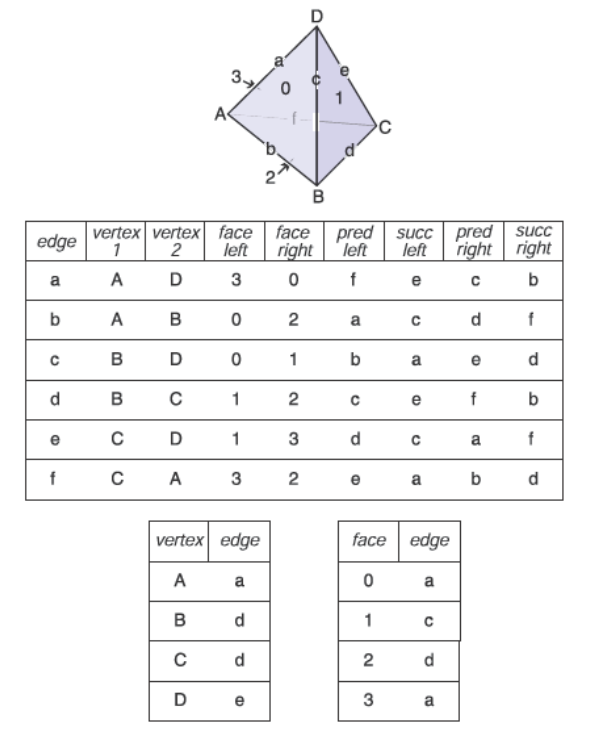 D
a
e
3
c
0
1
A
f
C
b
d
2
B
edge vertex 1 vertex 2 face left face right pred left succ left pred right succ right
a A D 3 0 f e c b
b A B 0 2 a c d f
c B D 0 1 b a e d
d B C 1 2 c e f b
e C D 1 3 d c a f
f C A 3 2 e a b d
vertex edge
A a
B d
C d
D e
face edge
0 a
1 c
2 d
3 a